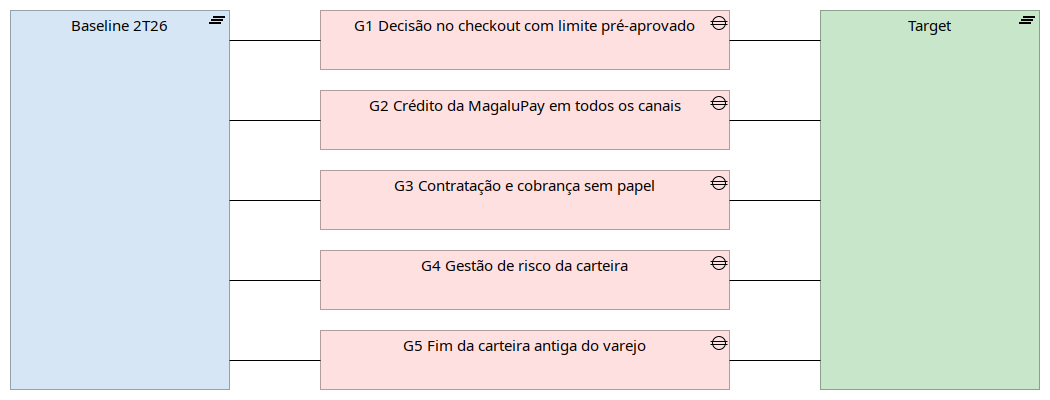 Baseline 2T26
G1 Decisão no checkout com limite pré-aprovado
Target
G2 Crédito da MagaluPay em todos os canais
G3 Contratação e cobrança sem papel
G4 Gestão de risco da carteira
G5 Fim da carteira antiga do varejo